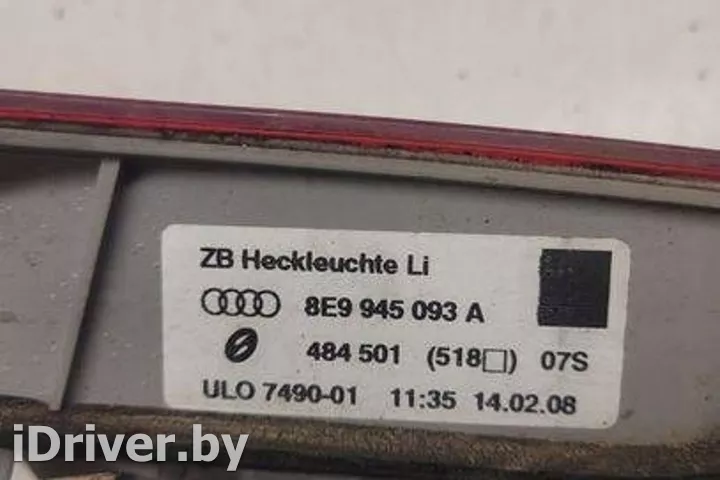 ZB Heckleuchte Li
8E9 945 093 A
484 501 (518□) 07S
ULO 7490-01 11:35 14.02.08
iDriver.by